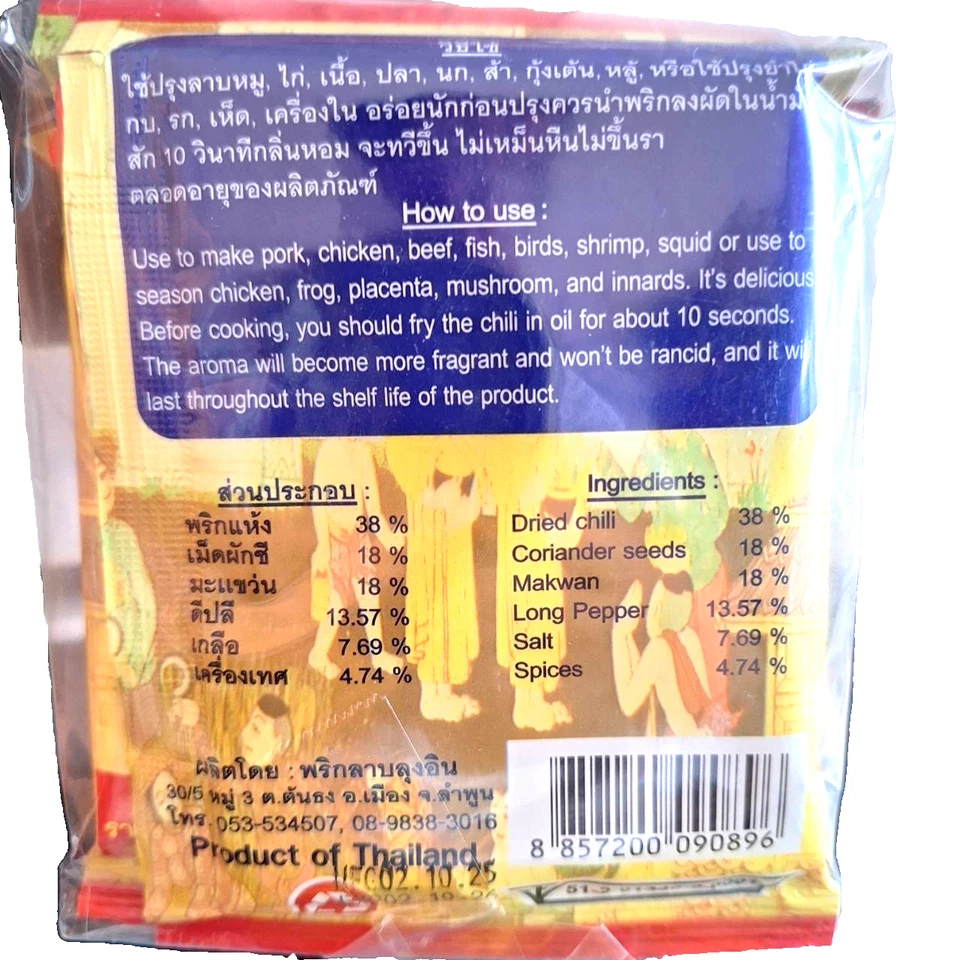 วิธีใช้
ใช้ปรุงลาบหมู, ไก่, เนื้อ, ปลา, นก, ส้า, กุ้งเต้น, หลู้, หรือใช้ปรุงยำไก่
กบ, รก, เห็ด, เครื่องใน อร่อยนักก่อนปรุงควรนำพริกลงผัดในน้ำมั
สัก 10 วินาทีกลิ่นหอม จะทวีขึ้น ไม่เหม็นหืนไม่ขึ้นรา
ตลอดอายุของผลิตภัณฑ์
How to use :
Use to make pork, chicken, beef, fish, birds, shrimp, squid or use to
season chicken, frog, placenta, mushroom, and innards. It's delicious
Before cooking, you should fry the chili in oil for about 10 seconds.
The aroma will become more fragrant and won't be rancid, and it will
last throughout the shelf life of the product.
ส่วนประกอบ :
พริกแห้ง 38 %
เม็ดผักชี 18 %
มะแขว่น 18 %
ดีปลี 13.57 %
เกลือ 7.69 %
เครื่องเทศ 4.74 %
Ingredients :
Dried chili 38 %
Coriander seeds 18 %
Makwan 18 %
Long Pepper 13.57 %
Salt 7.69 %
Spices 4.74 %
ผลิตโดย : พริกลาบลุงอิน
30/5 หมู่ 3 ต.ต้นธง อ.เมือง จ.ลำพูน
โทร. 053-534507, 08-9838-3016
Product of Thailand
02.10.25
8 857200 090896